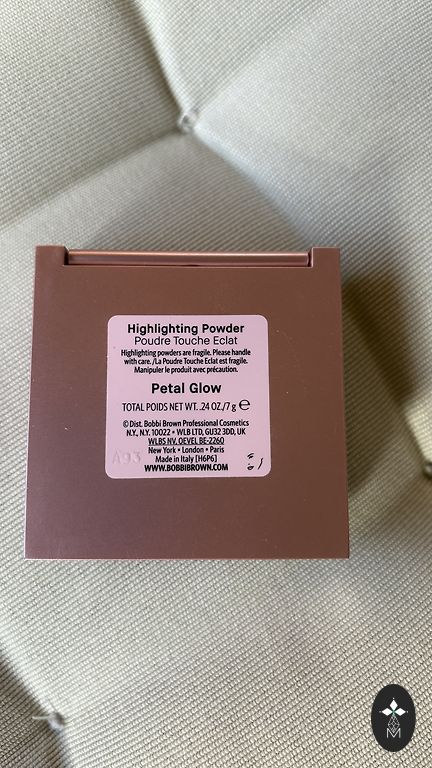 Highlighting Powder
Poudre Touche Eclat
Highlighting powders are fragile. Please handle
with care. /La Poudre Touche Eclat est fragile.
Manipuler le produit avec précaution.
Petal Glow
TOTAL POIDS NET WT. .24 OZ./7 g ℮
© Dist. Bobbi Brown Professional Cosmetics
N.Y., N.Y. 10022 • WLB LTD, GU32 3DD, UK
WLBS NV, OEVEL BE-2260
New York • London • Paris
A93
Made in Italy [H6P6]
WWW.BOBBIBROWN.COM
M